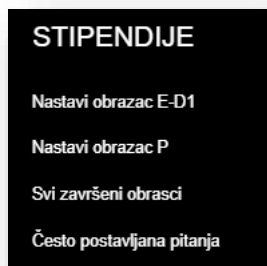 STIPENDIJE
Nastavi obrazac E-D1
Nastavi obrazac P
Svi završeni obrasci
Često postavljana pitanja